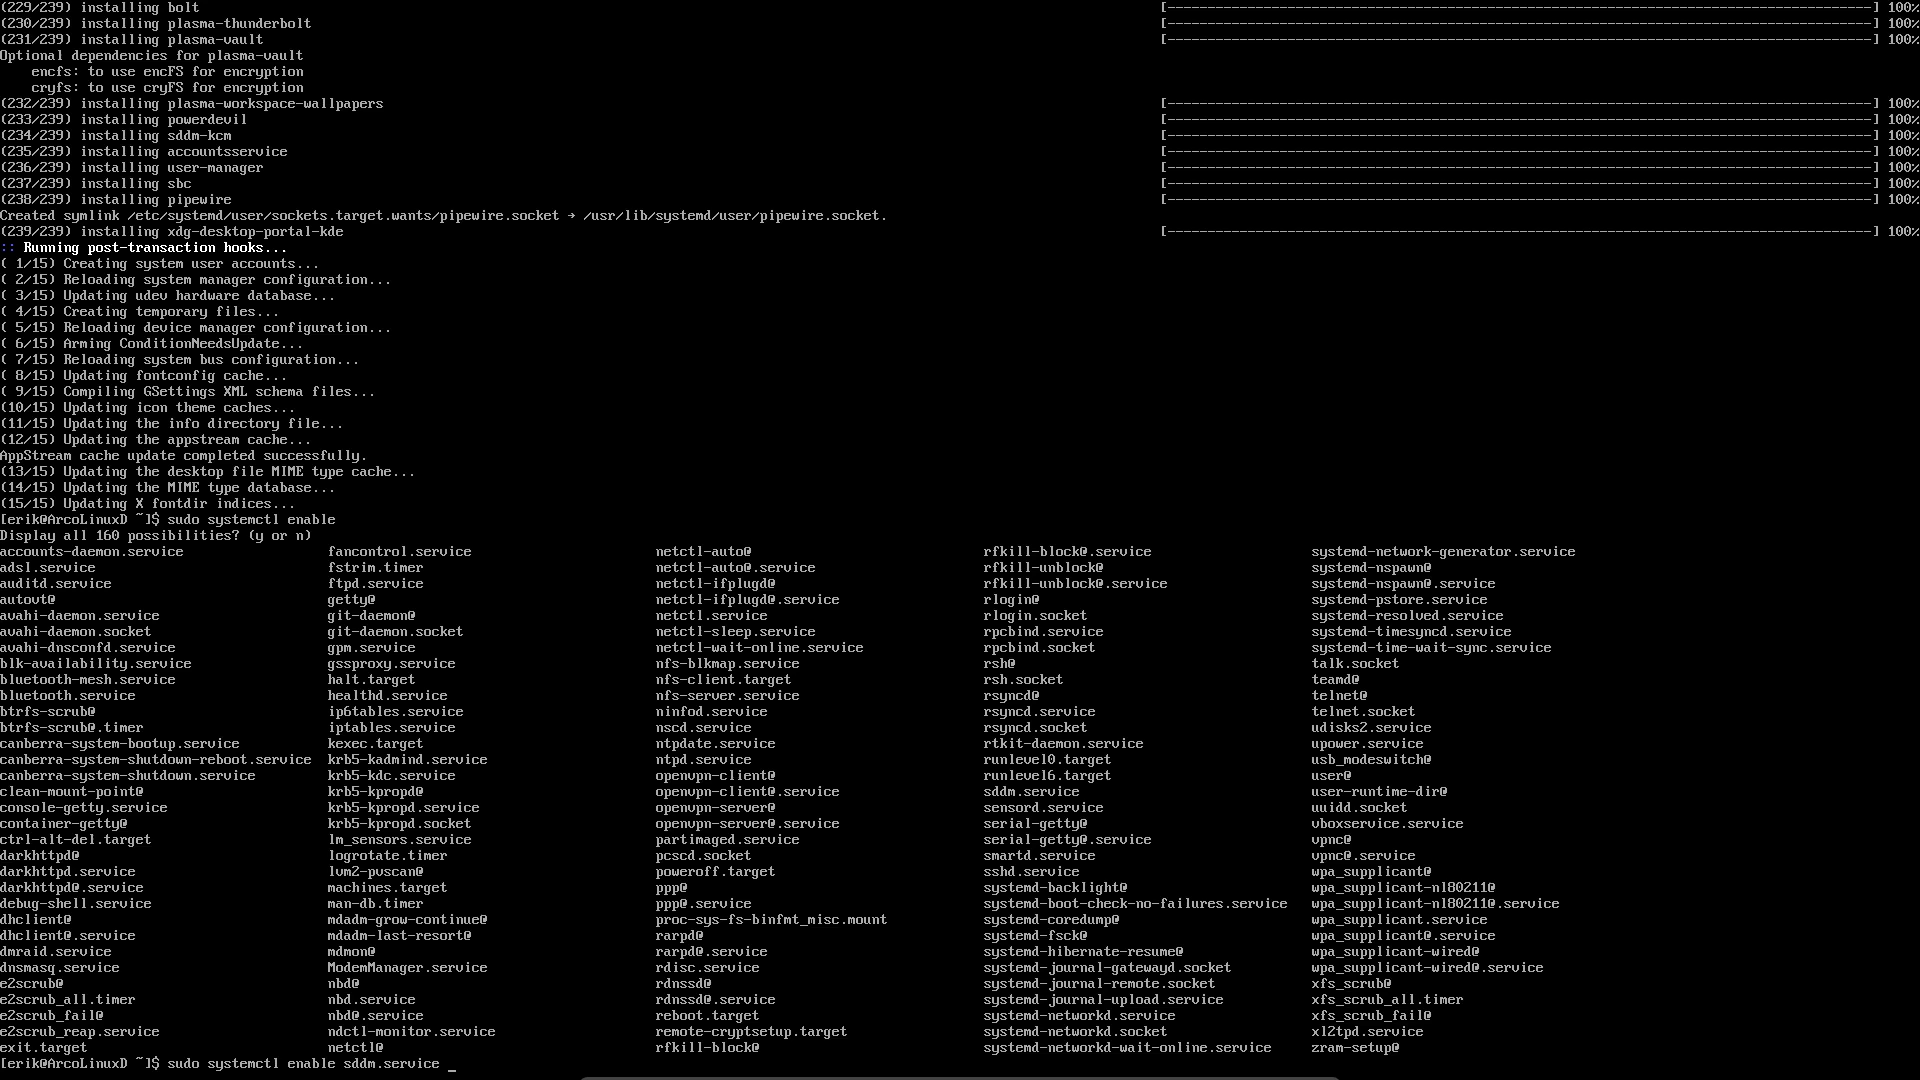 (229/239) installing bolt [----------------------------------------------------------------------------------------] 100%
(230/239) installing plasma-thunderbolt [----------------------------------------------------------------------------------------] 100%
(231/239) installing plasma-vault [----------------------------------------------------------------------------------------] 100%
Optional dependencies for plasma-vault
    encfs: to use encFS for encryption
    cryfs: to use cryFS for encryption
(232/239) installing plasma-workspace-wallpapers [----------------------------------------------------------------------------------------] 100%
(233/239) installing powerdevil [----------------------------------------------------------------------------------------] 100%
(234/239) installing sddm-kcm [----------------------------------------------------------------------------------------] 100%
(235/239) installing accountsservice [----------------------------------------------------------------------------------------] 100%
(236/239) installing user-manager [----------------------------------------------------------------------------------------] 100%
(237/239) installing sbc [----------------------------------------------------------------------------------------] 100%
(238/239) installing pipewire [----------------------------------------------------------------------------------------] 100%
Created symlink /etc/systemd/user/sockets.target.wants/pipewire.socket → /usr/lib/systemd/user/pipewire.socket.
(239/239) installing xdg-desktop-portal-kde [----------------------------------------------------------------------------------------] 100%
:: Running post-transaction hooks...
( 1/15) Creating system user accounts...
( 2/15) Reloading system manager configuration...
( 3/15) Updating udev hardware database...
( 4/15) Creating temporary files...
( 5/15) Reloading device manager configuration...
( 6/15) Arming ConditionNeedsUpdate...
( 7/15) Reloading system bus configuration...
( 8/15) Updating fontconfig cache...
( 9/15) Compiling GSettings XML schema files...
(10/15) Updating icon theme caches...
(11/15) Updating the info directory file...
(12/15) Updating the appstream cache...
AppStream cache update completed successfully.
(13/15) Updating the desktop file MIME type cache...
(14/15) Updating the MIME type database...
(15/15) Updating X fontdir indices...
[erik@ArcoLinuxD ~]$ sudo systemctl enable
Display all 160 possibilities? (y or n)
accounts-daemon.service fancontrol.service netctl-auto@ rfkill-block@.service systemd-network-generator.service
adsl.service fstrim.timer netctl-auto@.service rfkill-unblock@ systemd-nspawn@
auditd.service ftpd.service netctl-ifplugd@ rfkill-unblock@.service systemd-nspawn@.service
autovt@ getty@ netctl-ifplugd@.service rlogin@ systemd-pstore.service
avahi-daemon.service git-daemon@ netctl.service rlogin.socket systemd-resolved.service
avahi-daemon.socket git-daemon.socket netctl-sleep.service rpcbind.service systemd-timesyncd.service
avahi-dnsconfd.service gpm.service netctl-wait-online.service rpcbind.socket systemd-time-wait-sync.service
blk-availability.service gssproxy.service nfs-blkmap.service rsh@ talk.socket
bluetooth-mesh.service halt.target nfs-client.target rsh.socket teamd@
bluetooth.service healthd.service nfs-server.service rsyncd@ telnet@
btrfs-scrub@ ip6tables.service ninfod.service rsyncd.service telnet.socket
btrfs-scrub@.timer iptables.service nscd.service rsyncd.socket udisks2.service
canberra-system-bootup.service kexec.target ntpdate.service rtkit-daemon.service upower.service
canberra-system-shutdown-reboot.service krb5-kadmind.service ntpd.service runlevel0.target usb_modeswitch@
canberra-system-shutdown.service krb5-kdc.service openvpn-client@ runlevel6.target user@
clean-mount-point@ krb5-kpropd@ openvpn-client@.service sddm.service user-runtime-dir@
console-getty.service krb5-kpropd.service openvpn-server@ sensord.service uuidd.socket
container-getty@ krb5-kpropd.socket openvpn-server@.service serial-getty@ vboxservice.service
ctrl-alt-del.target lm_sensors.service partimaged.service serial-getty@.service vpnc@
darkhttpd@ logrotate.timer pcscd.socket smartd.service vpnc@.service
darkhttpd.service lvm2-pvscan@ poweroff.target sshd.service wpa_supplicant@
darkhttpd@.service machines.target ppp@ systemd-backlight@ wpa_supplicant-nl80211@
debug-shell.service man-db.timer ppp@.service systemd-boot-check-no-failures.service wpa_supplicant-nl80211@.service
dhclient@ mdadm-grow-continue@ proc-sys-fs-binfmt_misc.mount systemd-coredump@ wpa_supplicant.service
dhclient@.service mdadm-last-resort@ rarpd@ systemd-fsck@ wpa_supplicant@.service
dmraid.service mdmon@ rarpd@.service systemd-hibernate-resume@ wpa_supplicant-wired@
dnsmasq.service ModemManager.service rdisc.service systemd-journal-gatewayd.socket wpa_supplicant-wired@.service
e2scrub@ nbd@ rdnssd@ systemd-journal-remote.socket xfs_scrub@
e2scrub_all.timer nbd.service rdnssd@.service systemd-journal-upload.service xfs_scrub_all.timer
e2scrub_fail@ nbd@.service reboot.target systemd-networkd.service xfs_scrub_fail@
e2scrub_reap.service ndctl-monitor.service remote-cryptsetup.target systemd-networkd.socket xl2tpd.service
exit.target netctl@ rfkill-block@ systemd-networkd-wait-online.service zram-setup@
[erik@ArcoLinuxD ~]$ sudo systemctl enable sddm.service _